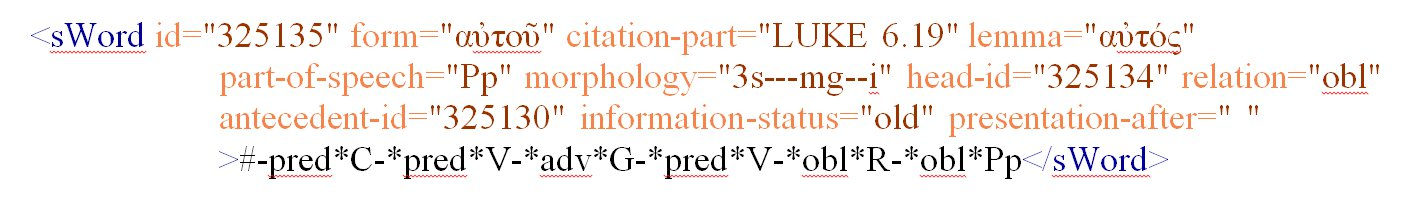 <sWord id="325135" form="αὐτοῦ" citation-part="LUKE 6.19" lemma="αὐτός"
part-of-speech="Pp" morphology="3s---mg--i" head-id="325134" relation="obl"
antecedent-id="325130" information-status="old" presentation-after=" "
>#-pred*C-*pred*V-*adv*G-*pred*V-*obl*R-*obl*Pp</sWord>